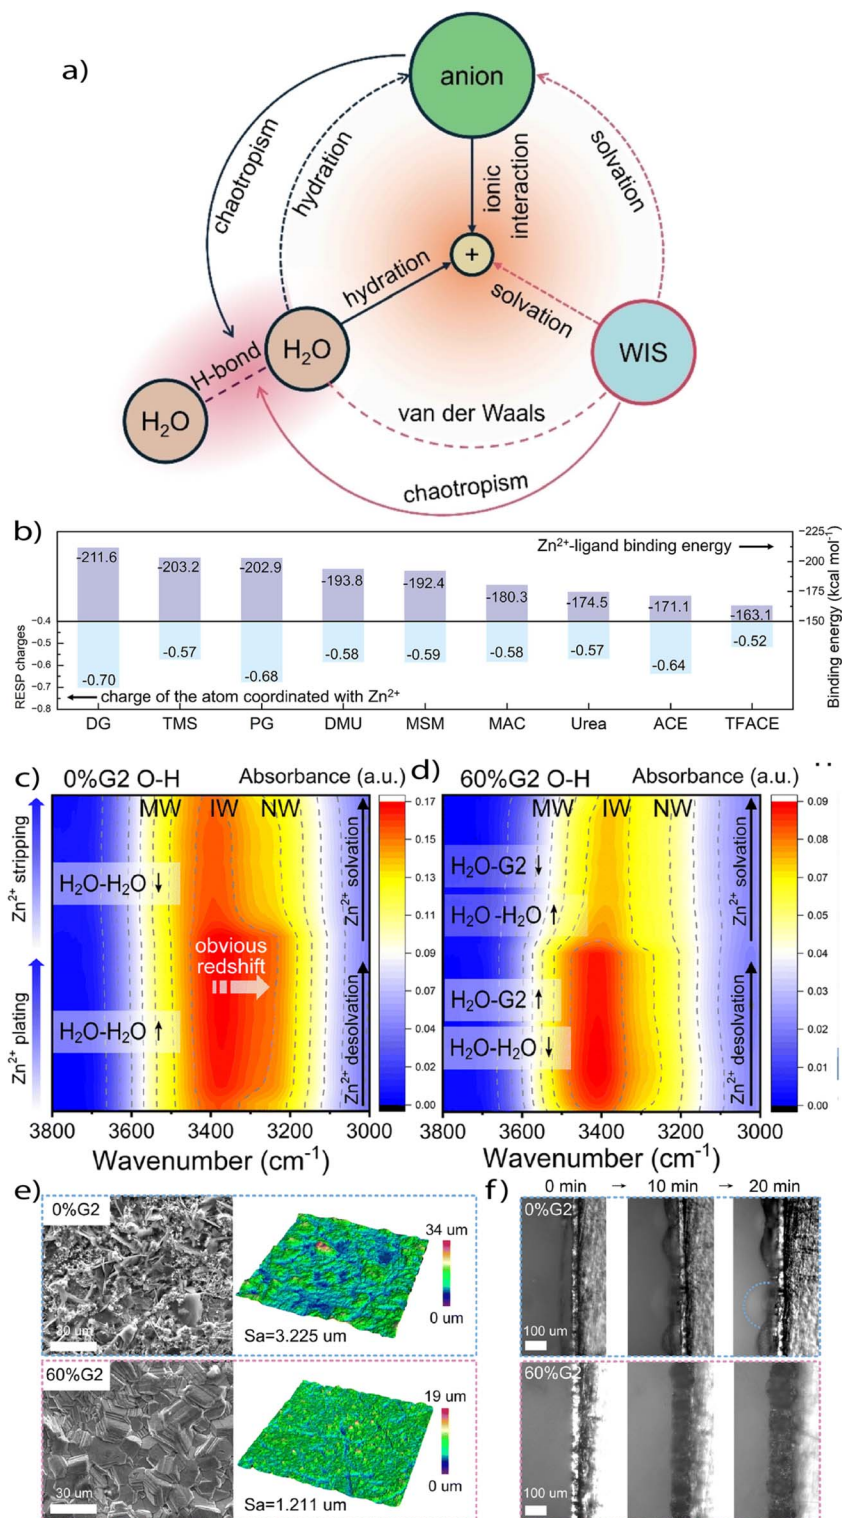 a)
anion
chaotropism
hydration
ionic
interaction
solvation
+
hydration
solvation
H-bond
H₂O
WIS
H₂O
van der Waals
chaotropism
b)
-211.6
-203.2
-202.9
-193.8
-192.4
-180.3
-174.5
-171.1
-163.1
Zn²⁺-ligand binding energy
−225
−200
−175
−150
Binding energy (kcal mol⁻¹)
RESP charges
−0.4
−0.5
−0.6
−0.7
−0.8
-0.70
-0.57
-0.68
-0.58
-0.59
-0.58
-0.57
-0.64
-0.52
charge of the atom coordinated with Zn²⁺
DG TMS PG DMU MSM MAC Urea ACE TFACE
c) 0%G2 O-H Absorbance (a.u.)
MW IW NW
Zn²⁺ stripping
Zn²⁺ plating
H₂O-H₂O ↓
obvious
redshift
H₂O-H₂O ↑
Zn²⁺ solvation
Zn²⁺ desolvation
0.17
0.15
0.13
0.11
0.09
0.07
0.06
0.04
0.02
0.00
3800 3600 3400 3200 3000
Wavenumber (cm⁻¹)
d) 60%G2 O-H Absorbance (a.u.)
MW IW NW
H₂O-G2 ↓
H₂O -H₂O ↑
H₂O-G2 ↑
H₂O-H₂O ↓
Zn²⁺ solvation
Zn²⁺ desolvation
0.09
0.08
0.07
0.06
0.05
0.04
0.03
0.02
0.01
0.00
3800 3600 3400 3200 3000
Wavenumber (cm⁻¹)
e)
0%G2
30 um
34 um
0 um
Sa=3.225 um
60%G2
30 um
19 um
0 um
Sa=1.211 um
f) 0 min → 10 min → 20 min
0%G2
100 um
60%G2
100 um